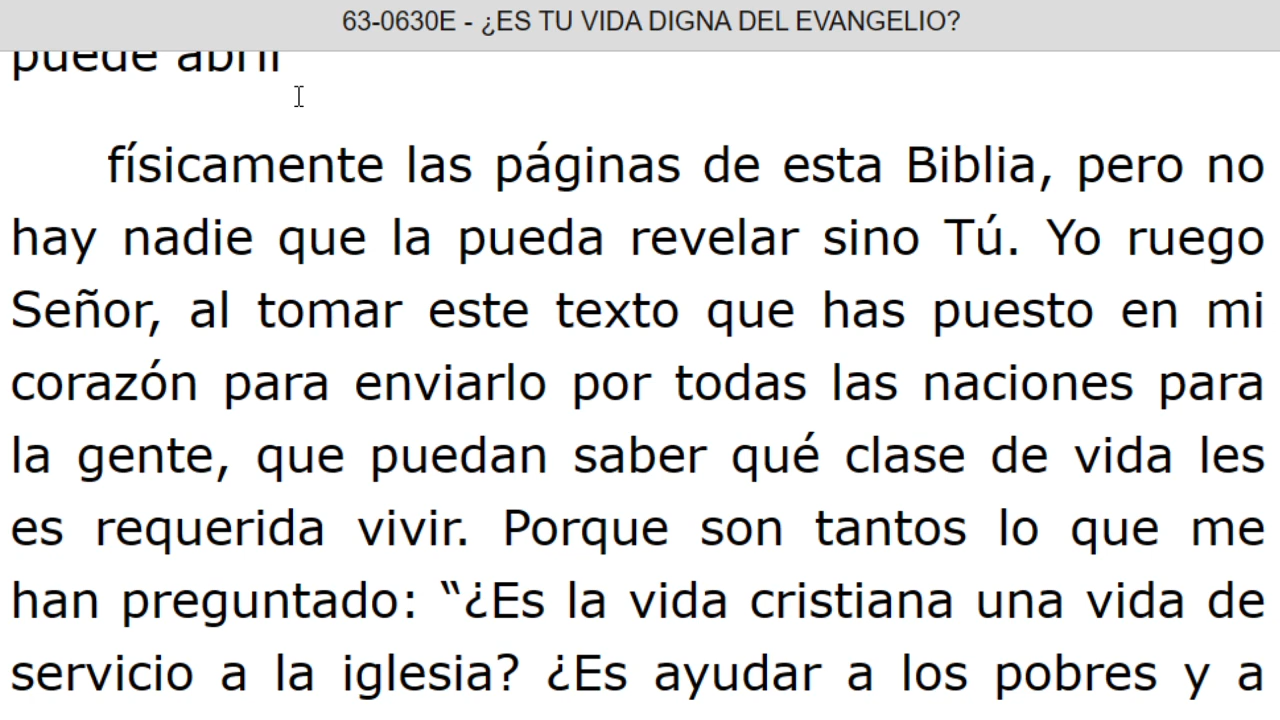 63-0630E - ¿ES TU VIDA DIGNA DEL EVANGELIO?
puede abrir
físicamente las páginas de esta Biblia, pero no
hay nadie que la pueda revelar sino Tú. Yo ruego
Señor, al tomar este texto que has puesto en mi
corazón para enviarlo por todas las naciones para
la gente, que puedan saber qué clase de vida les
es requerida vivir. Porque son tantos lo que me
han preguntado: “¿Es la vida cristiana una vida de
servicio a la iglesia? ¿Es ayudar a los pobres y a